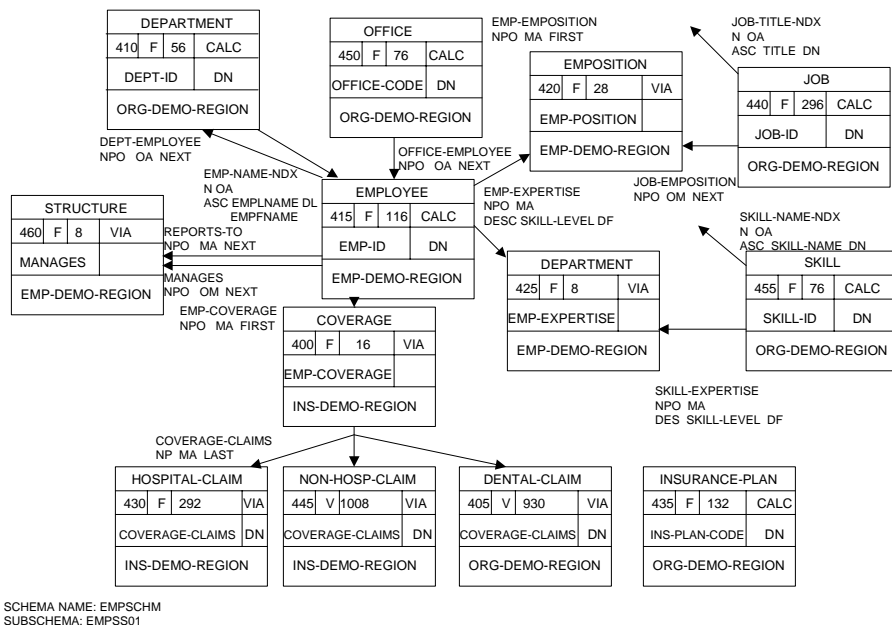 DEPARTMENT
410 F 56 CALC
DEPT-ID DN
ORG-DEMO-REGION
OFFICE
450 F 76 CALC
OFFICE-CODE DN
ORG-DEMO-REGION
EMP-EMPOSITION
NPO MA FIRST
EMPOSITION
420 F 28 VIA
EMP-POSITION
EMP-DEMO-REGION
JOB-TITLE-NDX
N OA
ASC TITLE DN
JOB
440 F 296 CALC
JOB-ID DN
ORG-DEMO-REGION
DEPT-EMPLOYEE
NPO OA NEXT
OFFICE-EMPLOYEE
NPO OA NEXT
EMP-NAME-NDX
N OA
ASC EMPLNAME DL
EMPFNAME
EMPLOYEE
415 F 116 CALC
EMP-ID DN
EMP-DEMO-REGION
EMP-EXPERTISE
NPO MA
DESC SKILL-LEVEL DF
JOB-EMPOSITION
NPO OM NEXT
STRUCTURE
460 F 8 VIA
MANAGES
EMP-DEMO-REGION
REPORTS-TO
NPO MA NEXT
MANAGES
NPO OM NEXT
SKILL-NAME-NDX
N OA
ASC SKILL-NAME DN
DEPARTMENT
425 F 8 VIA
EMP-EXPERTISE
EMP-DEMO-REGION
SKILL
455 F 76 CALC
SKILL-ID DN
ORG-DEMO-REGION
EMP-COVERAGE
NPO MA FIRST
COVERAGE
400 F 16 VIA
EMP-COVERAGE
INS-DEMO-REGION
SKILL-EXPERTISE
NPO MA
DES SKILL-LEVEL DF
COVERAGE-CLAIMS
NP MA LAST
HOSPITAL-CLAIM
430 F 292 VIA
COVERAGE-CLAIMS DN
INS-DEMO-REGION
NON-HOSP-CLAIM
445 V 1008 VIA
COVERAGE-CLAIMS DN
INS-DEMO-REGION
DENTAL-CLAIM
405 V 930 VIA
COVERAGE-CLAIMS DN
ORG-DEMO-REGION
INSURANCE-PLAN
435 F 132 CALC
INS-PLAN-CODE DN
ORG-DEMO-REGION
SCHEMA NAME: EMPSCHM
SUBSCHEMA: EMPSS01